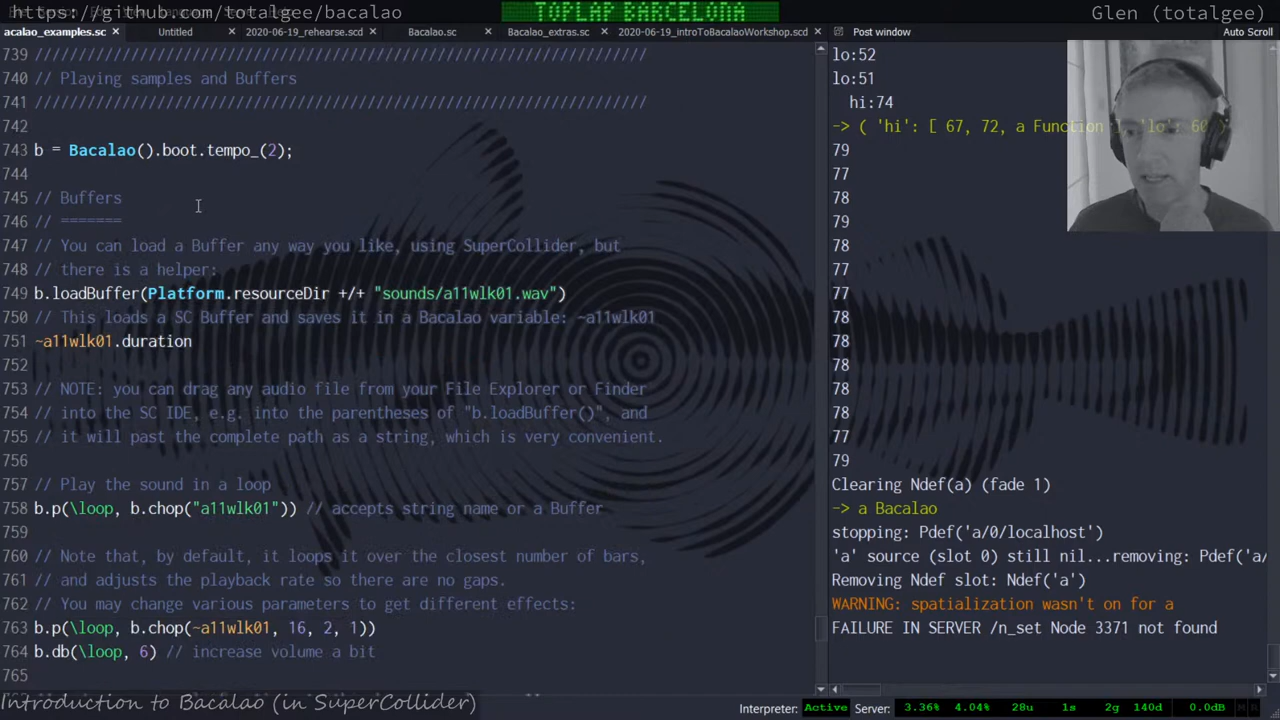 https://github.com/totalgee/bacalao
TOPLAP BARCELONA
Glen (totalgee)
acalao_examples.sc
Untitled
2020-06-19_rehearse.scd
Bacalao.sc
Bacalao_extras.sc
2020-06-19_introToBacalaoWorkshop.scd
Post window
Auto Scroll
739 /////////////////////////////////////////////////////////////////////////////
740 // Playing samples and Buffers
741 /////////////////////////////////////////////////////////////////////////////
742
743 b = Bacalao().boot.tempo_(2);
744
745 // Buffers
746 // =======
747 // You can load a Buffer any way you like, using SuperCollider, but
748 // there is a helper:
749 b.loadBuffer(Platform.resourceDir +/+ "sounds/a11wlk01.wav")
750 // This loads a SC Buffer and saves it in a Bacalao variable: ~a11wlk01
751 ~a11wlk01.duration
752
753 // NOTE: you can drag any audio file from your File Explorer or Finder
754 // into the SC IDE, e.g. into the parentheses of "b.loadBuffer()", and
755 // it will past the complete path as a string, which is very convenient.
756
757 // Play the sound in a loop
758 b.p(\loop, b.chop("a11wlk01")) // accepts string name or a Buffer
759
760 // Note that, by default, it loops it over the closest number of bars,
761 // and adjusts the playback rate so there are no gaps.
762 // You may change various parameters to get different effects:
763 b.p(\loop, b.chop(~a11wlk01, 16, 2, 1))
764 b.db(\loop, 6) // increase volume a bit
765
lo:52
lo:51
hi:74
-> ( 'hi': [ 67, 72, a Function ], 'lo': 60 )
79
77
78
79
78
77
77
78
78
78
78
78
77
79
Clearing Ndef(a) (fade 1)
-> a Bacalao
stopping: Pdef('a/0/localhost')
'a' source (slot 0) still nil...removing: Pdef('a/
Removing Ndef slot: Ndef('a')
WARNING: spatialization wasn't on for a
FAILURE IN SERVER /n_set Node 3371 not found
Introduction to Bacalao (in SuperCollider)
Interpreter: Active Server: 3.36% 4.04% 28u 1s 2g 140d 0.0dB M R